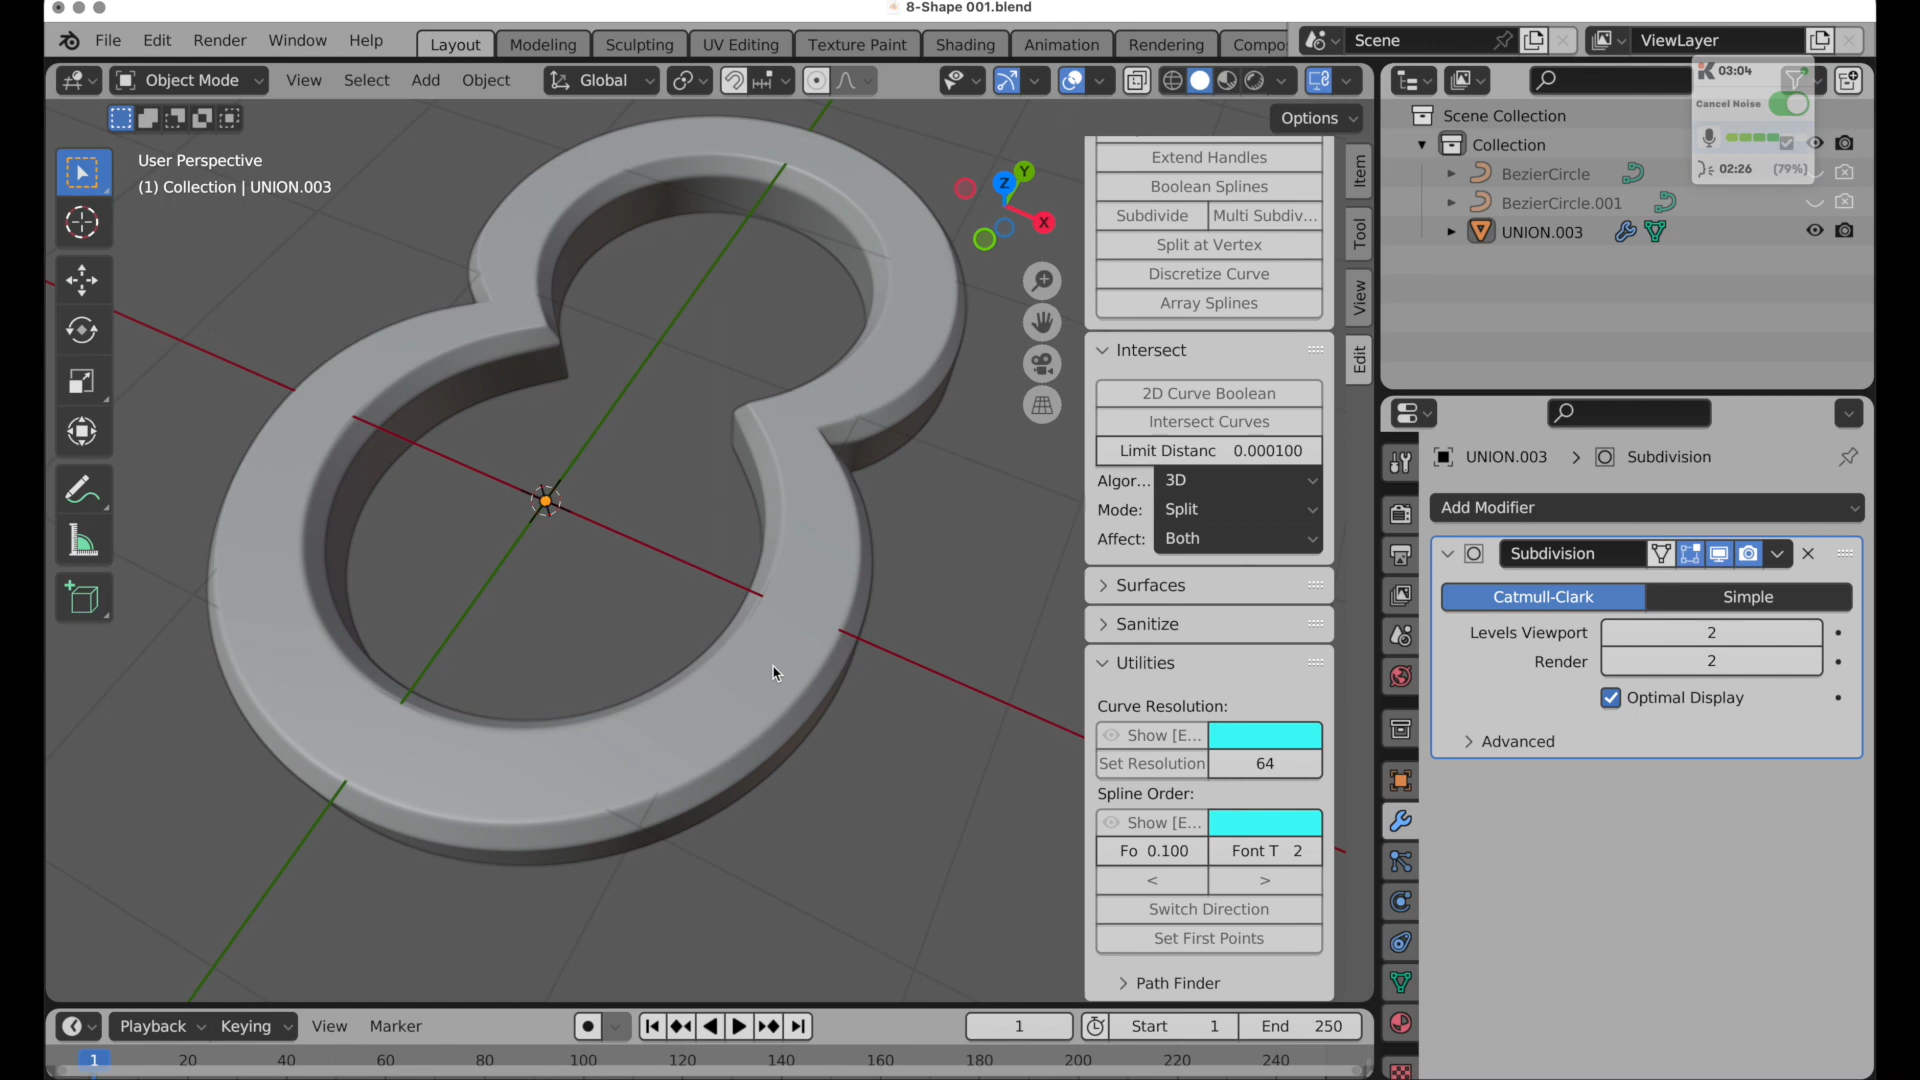 8-Shape 001.blend
File Edit Render Window Help Layout Modeling Sculpting UV Editing Texture Paint Shading Animation Rendering Compo
Scene
ViewLayer
Object Mode View Select Add Object Global
03:04
Cancel Noise
02:26 (79%)
Options
User Perspective
(1) Collection | UNION.003
Z
Y
X
Extend Handles
Boolean Splines
Subdivide Multi Subdiv...
Split at Vertex
Discretize Curve
Array Splines
Intersect
2D Curve Boolean
Intersect Curves
Limit Distanc 0.000100
Algor... 3D
Mode: Split
Affect: Both
Surfaces
Sanitize
Utilities
Curve Resolution:
Show [E...
Set Resolution 64
Spline Order:
Show [E...
Fo 0.100 Font T 2
< >
Switch Direction
Set First Points
Path Finder
Item
Tool
View
Edit
Scene Collection
Collection
BezierCircle
BezierCircle.001
UNION.003
UNION.003 > Subdivision
Add Modifier
Subdivision
Catmull-Clark Simple
Levels Viewport 2
Render 2
Optimal Display
Advanced
Playback Keying View Marker
1 Start 1 End 250
1 20 40 60 80 100 120 140 160 180 200 220 240